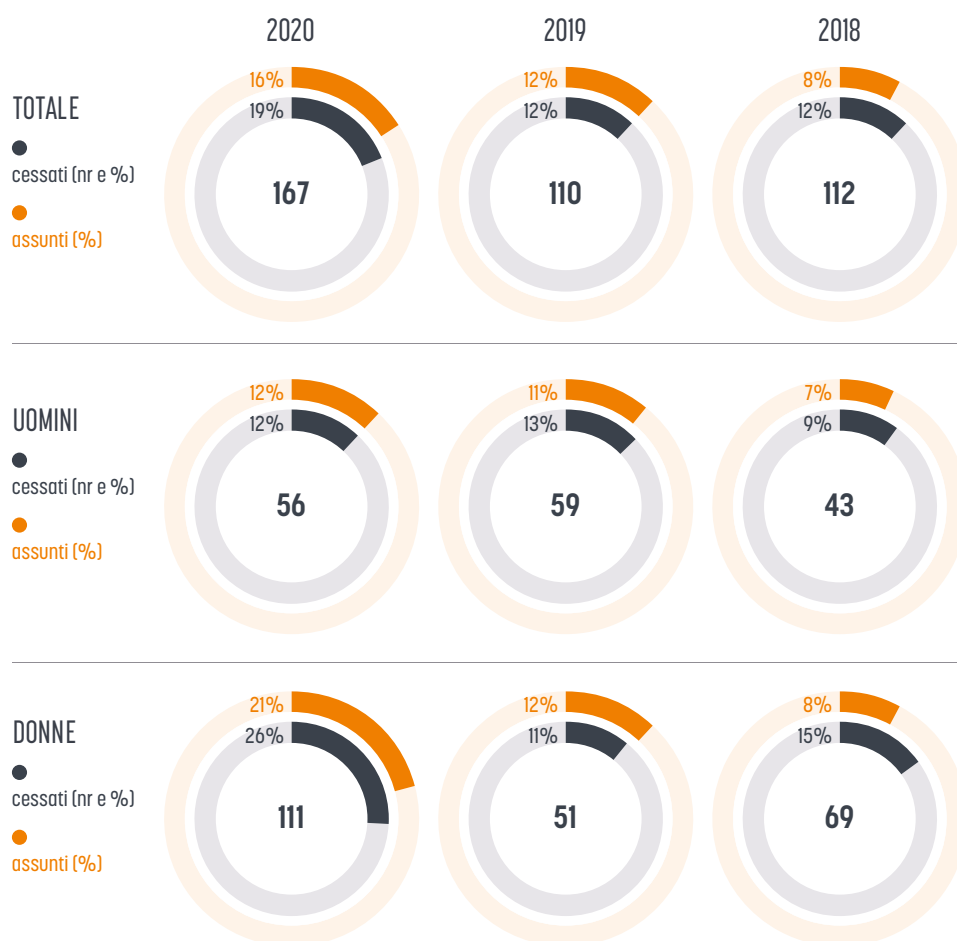 2020 2019 2018
TOTALE
cessati (nr e %)
assunti (%)
16%
19%
167
12%
12%
110
8%
12%
112
UOMINI
cessati (nr e %)
assunti (%)
12%
12%
56
11%
13%
59
7%
9%
43
DONNE
cessati (nr e %)
assunti (%)
21%
26%
111
12%
11%
51
8%
15%
69